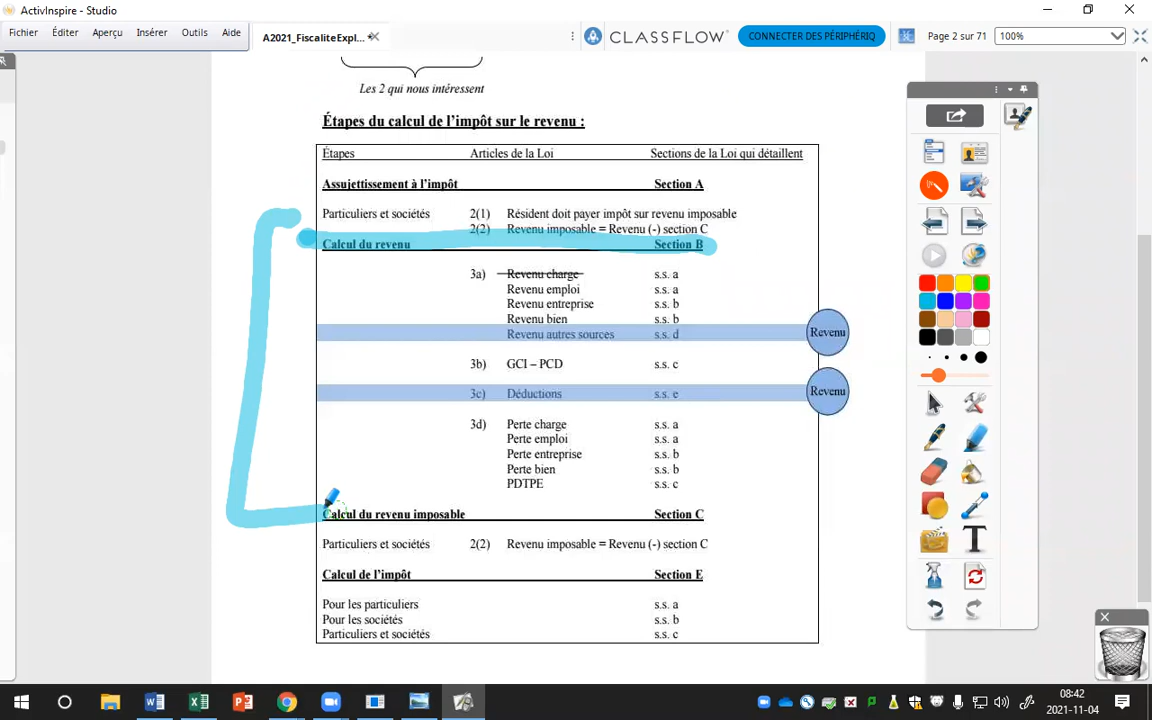 ActivInspire - Studio
Fichier Éditer Aperçu Insérer Outils Aide
A2021_FiscaliteExpl...
CLASSFLOW
CONNECTER DES PÉRIPHÉRIQ
Page 2 sur 71
100%
Les 2 qui nous intéressent
Étapes du calcul de l'impôt sur le revenu :
Étapes Articles de la Loi Sections de la Loi qui détaillent
Assujettissement à l'impôt Section A
Particuliers et sociétés 2(1) Résident doit payer impôt sur revenu imposable
2(2) Revenu imposable = Revenu (-) section C
Calcul du revenu Section B
3a) Revenu charge s.s. a
Revenu emploi s.s. a
Revenu entreprise s.s. b
Revenu bien s.s. b
Revenu autres sources s.s. d Revenu
3b) GCI – PCD s.s. c
3c) Déductions s.s. e Revenu
3d) Perte charge s.s. a
Perte emploi s.s. a
Perte entreprise s.s. b
Perte bien s.s. b
PDTPE s.s. c
Calcul du revenu imposable Section C
Particuliers et sociétés 2(2) Revenu imposable = Revenu (-) section C
Calcul de l'impôt Section E
Pour les particuliers s.s. a
Pour les sociétés s.s. b
Particuliers et sociétés s.s. c
08:42
2021-11-04